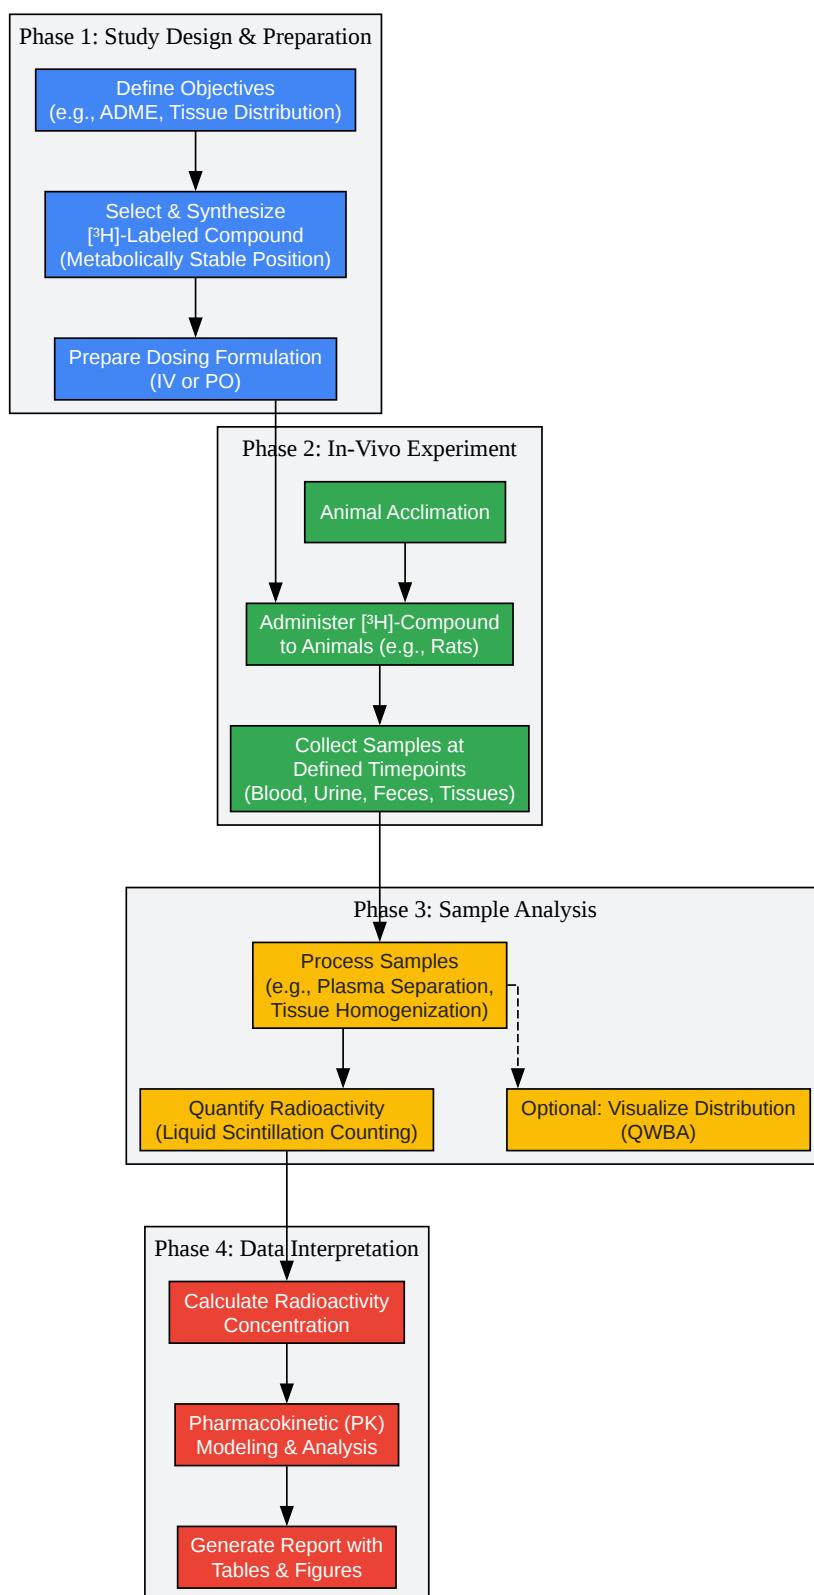 Phase 1: Study Design & Preparation
Define Objectives
(e.g., ADME, Tissue Distribution)
Select & Synthesize
[³H]-Labeled Compound
(Metabolically Stable Position)
Prepare Dosing Formulation
(IV or PO)
Phase 2: In-Vivo Experiment
Animal Acclimation
Administer [³H]-Compound
to Animals (e.g., Rats)
Collect Samples at
Defined Timepoints
(Blood, Urine, Feces, Tissues)
Phase 3: Sample Analysis
Process Samples
(e.g., Plasma Separation,
Tissue Homogenization)
Quantify Radioactivity
(Liquid Scintillation Counting)
Optional: Visualize Distribution
(QWBA)
Phase 4: Data Interpretation
Calculate Radioactivity
Concentration
Pharmacokinetic (PK)
Modeling & Analysis
Generate Report with
Tables & Figures